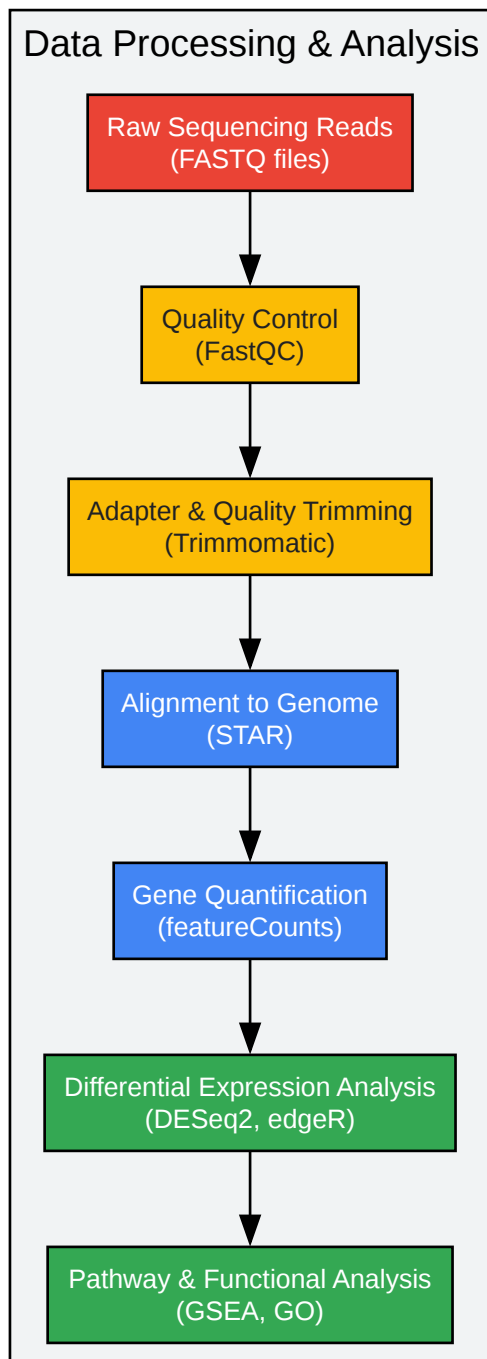 Data Processing & Analysis
Raw Sequencing Reads
(FASTQ files)
Quality Control
(FastQC)
Adapter & Quality Trimming
(Trimmomatic)
Alignment to Genome
(STAR)
Gene Quantification
(featureCounts)
Differential Expression Analysis
(DESeq2, edgeR)
Pathway & Functional Analysis
(GSEA, GO)